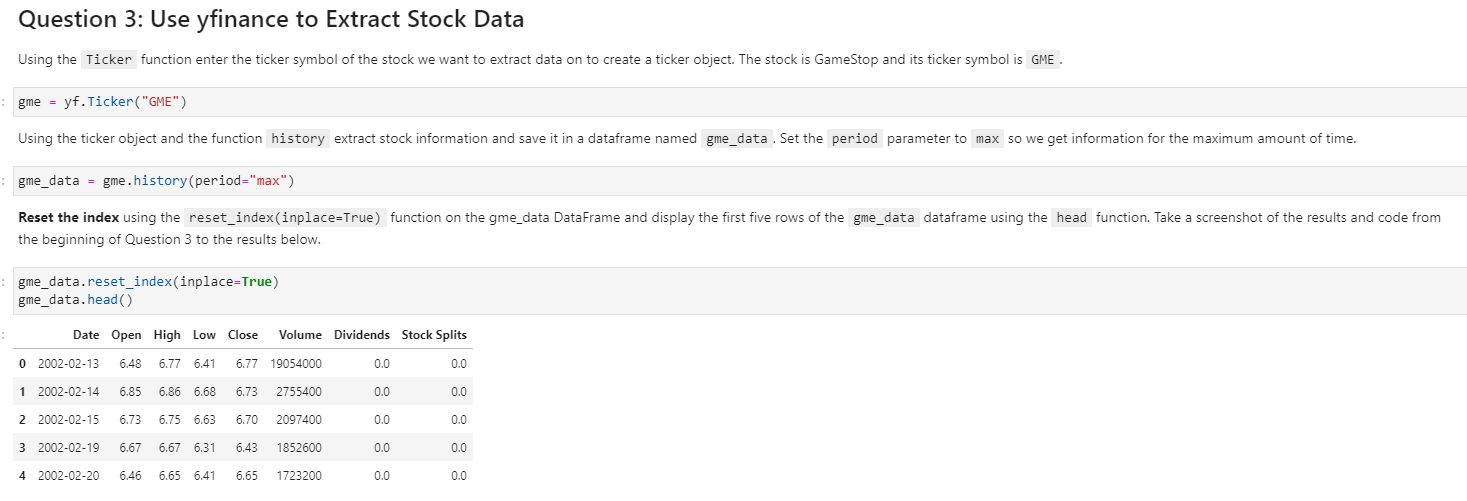 Question 3: Use yfinance to Extract Stock Data
Using the Ticker function enter the ticker symbol of the stock we want to extract data on to create a ticker object. The stock is GameStop and its ticker symbol is GME .
: gme = yf.Ticker("GME")
Using the ticker object and the function history extract stock information and save it in a dataframe named gme_data . Set the period parameter to max so we get information for the maximum amount of time.
: gme_data = gme.history(period="max")
Reset the index using the reset_index(inplace=True) function on the gme_data DataFrame and display the first five rows of the gme_data dataframe using the head function. Take a screenshot of the results and code from
the beginning of Question 3 to the results below.
: gme_data.reset_index(inplace=True)
gme_data.head()
: Date Open High Low Close Volume Dividends Stock Splits
0 2002-02-13 6.48 6.77 6.41 6.77 19054000 0.0 0.0
1 2002-02-14 6.85 6.86 6.68 6.73 2755400 0.0 0.0
2 2002-02-15 6.73 6.75 6.63 6.70 2097400 0.0 0.0
3 2002-02-19 6.67 6.67 6.31 6.43 1852600 0.0 0.0
4 2002-02-20 6.46 6.65 6.41 6.65 1723200 0.0 0.0